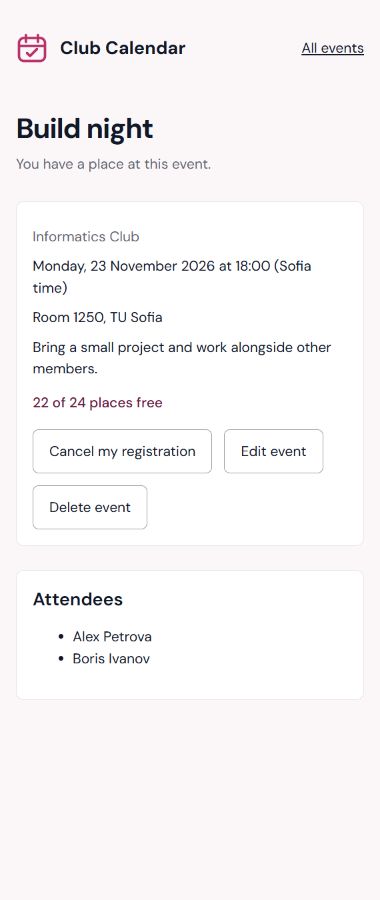 Club Calendar
All events
Build night
You have a place at this event.
Informatics Club
Monday, 23 November 2026 at 18:00 (Sofia
time)
Room 1250, TU Sofia
Bring a small project and work alongside other
members.
22 of 24 places free
Cancel my registration
Edit event
Delete event
Attendees
Alex Petrova
Boris Ivanov